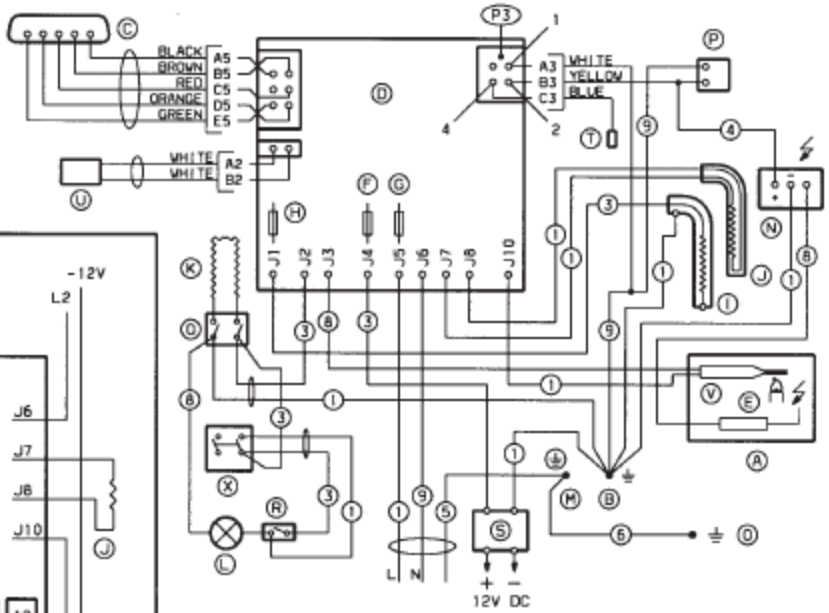 C
BLACK A5
BROWN B5
RED C5
ORANGE D5
GREEN E5
WHITE A2
WHITE B2
U
D
P3
1
A3 WHITE
B3 YELLOW
C3 BLUE
4
2
T
P
9
4
N
+
-
8
1
J
I
3
1
1
1
9
F
G
H
J1 J2 J3 J4 J5 J6 J7 J8 J10
K
Q
3
8
3
8
1
3
1
X
3
1
R
L
1
9
5
L N
1
S
+ -
12V DC
M
B
6
O
V
E
A
-12V
L2
J6
J7
J8
J10
J